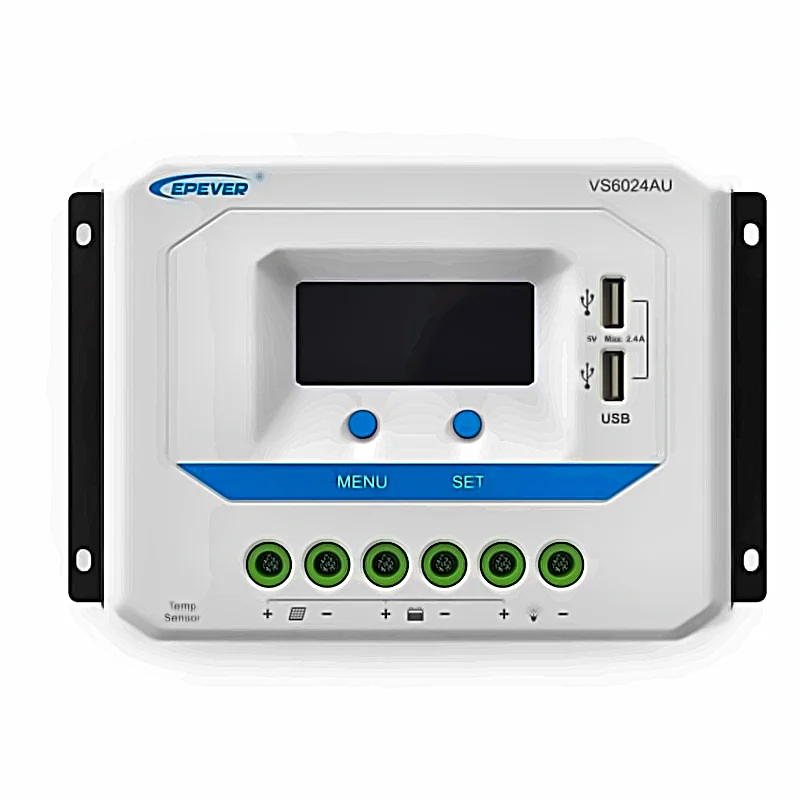 EPEVER
VS6024AU
5V Max. 2.4A
USB
MENU SET
Temp
Sensor
+ − + − + −